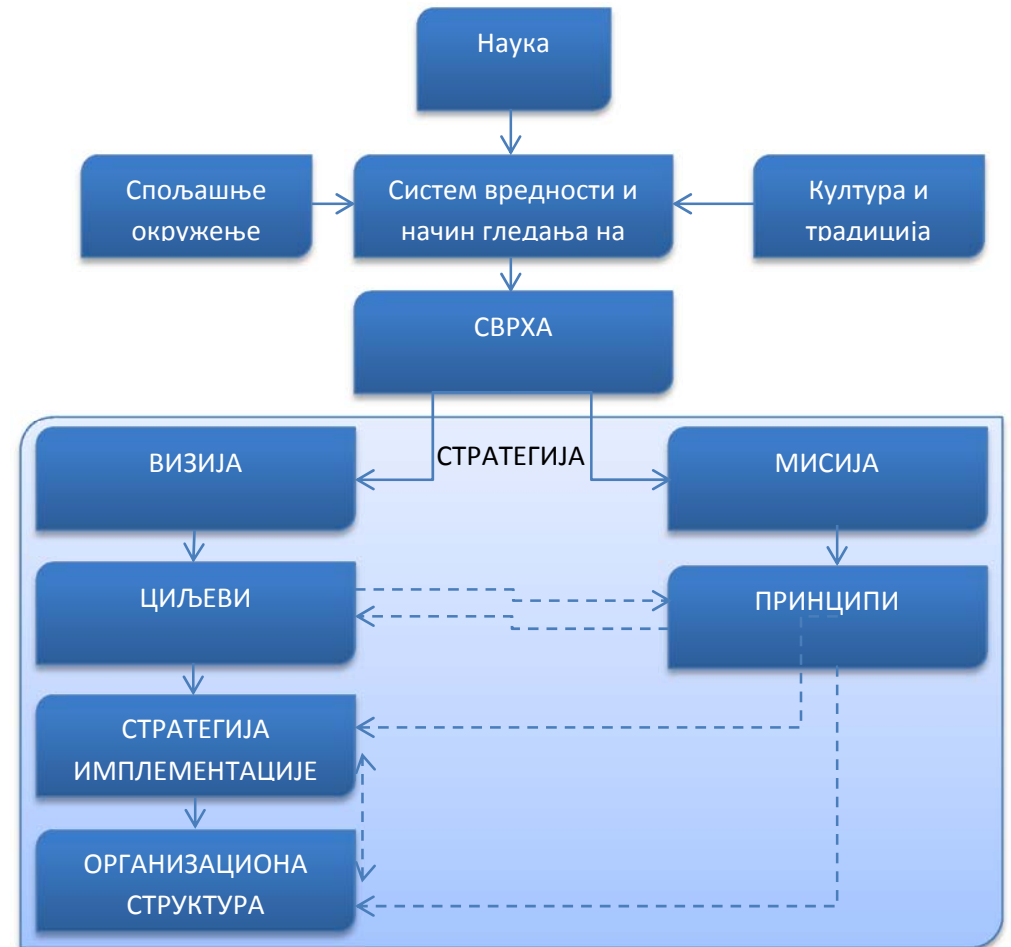 Наука
Спољашње
окружење
Систем вредности и
начин гледања на
Култура и
традиција
СВРХА
СТРАТЕГИЈА
ВИЗИЈА
МИСИЈА
ЦИЉЕВИ
ПРИНЦИПИ
СТРАТЕГИЈА
ИМПЛЕМЕНТАЦИЈЕ
ОРГАНИЗАЦИОНА
СТРУКТУРА